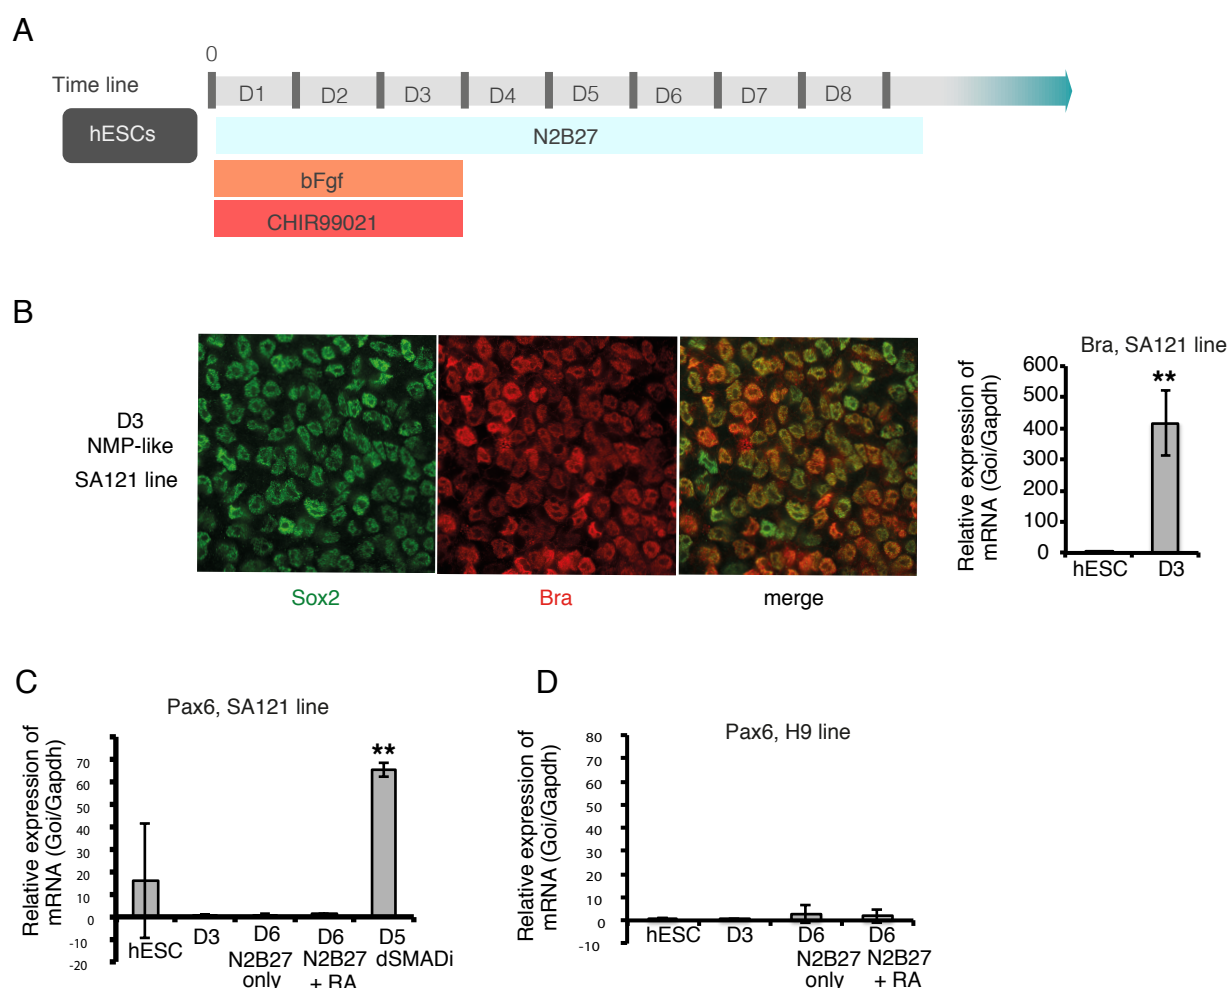 A
0
Time line
D1 D2 D3 D4 D5 D6 D7 D8
hESCs
N2B27
bFgf
CHIR99021
B
D3
NMP-like
SA121 line
Sox2
Bra
merge
Bra, SA121 line
Relative expression of
mRNA (Goi/Gapdh)
600
500
400
300
200
100
0
**
hESC D3
C
Pax6, SA121 line
Relative expression of
mRNA (Goi/Gapdh)
70
60
50
40
30
20
10
0
-10
-20
**
hESC D3 D6 D6 D5
N2B27 N2B27 dSMADi
only + RA
D
Pax6, H9 line
Relative expression of
mRNA (Goi/Gapdh)
80
70
60
50
40
30
20
10
0
-10
hESC D3 D6 D6
N2B27 N2B27
only + RA